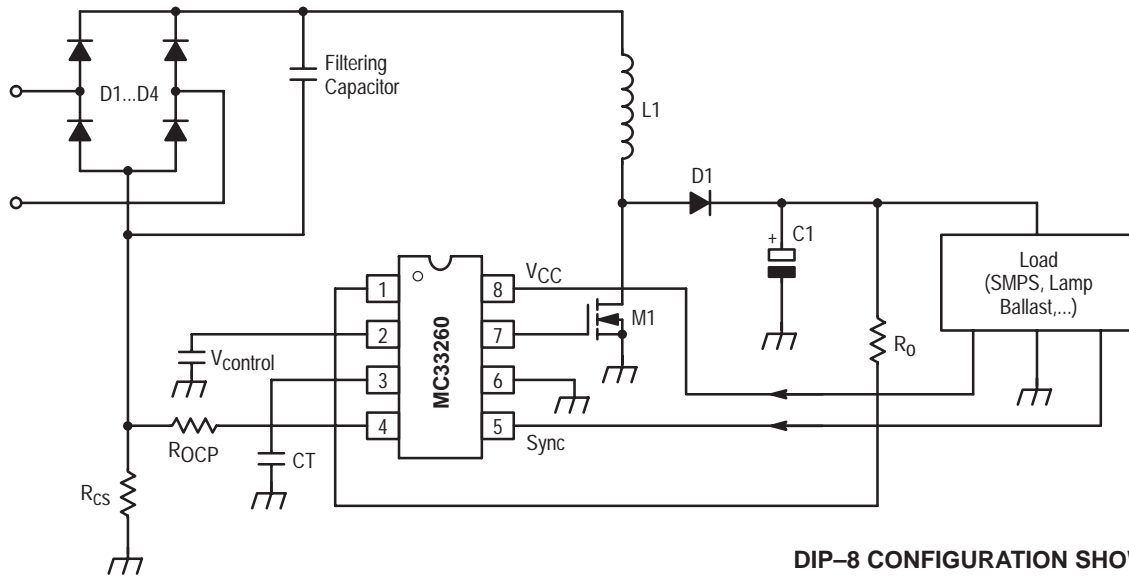 D1...D4
Filtering
Capacitor
L1
D1
C1
+
Load
(SMPS, Lamp
Ballast,...)
1
2
3
4
MC33260
8
7
6
5
VCC
M1
RO
Vcontrol
Sync
ROCP
CT
RCS
DIP–8 CONFIGURATION SHOW